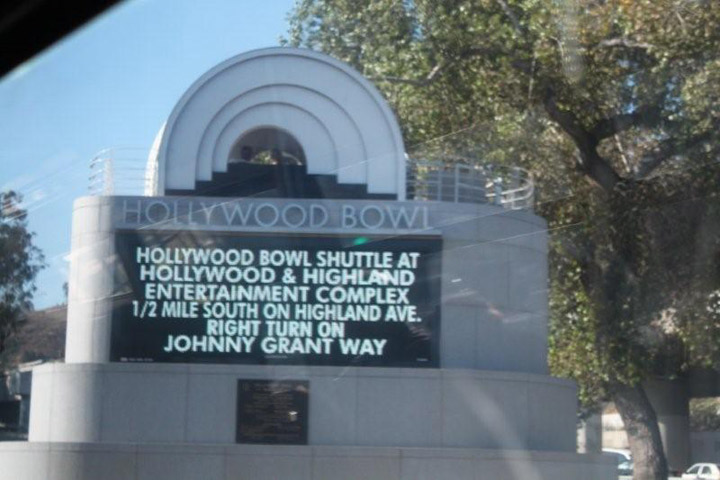 HOLLYWOOD BOWL
HOLLYWOOD BOWL SHUTTLE AT
HOLLYWOOD & HIGHLAND
ENTERTAINMENT COMPLEX
1/2 MILE SOUTH ON HIGHLAND AVE.
RIGHT TURN ON
JOHNNY GRANT WAY